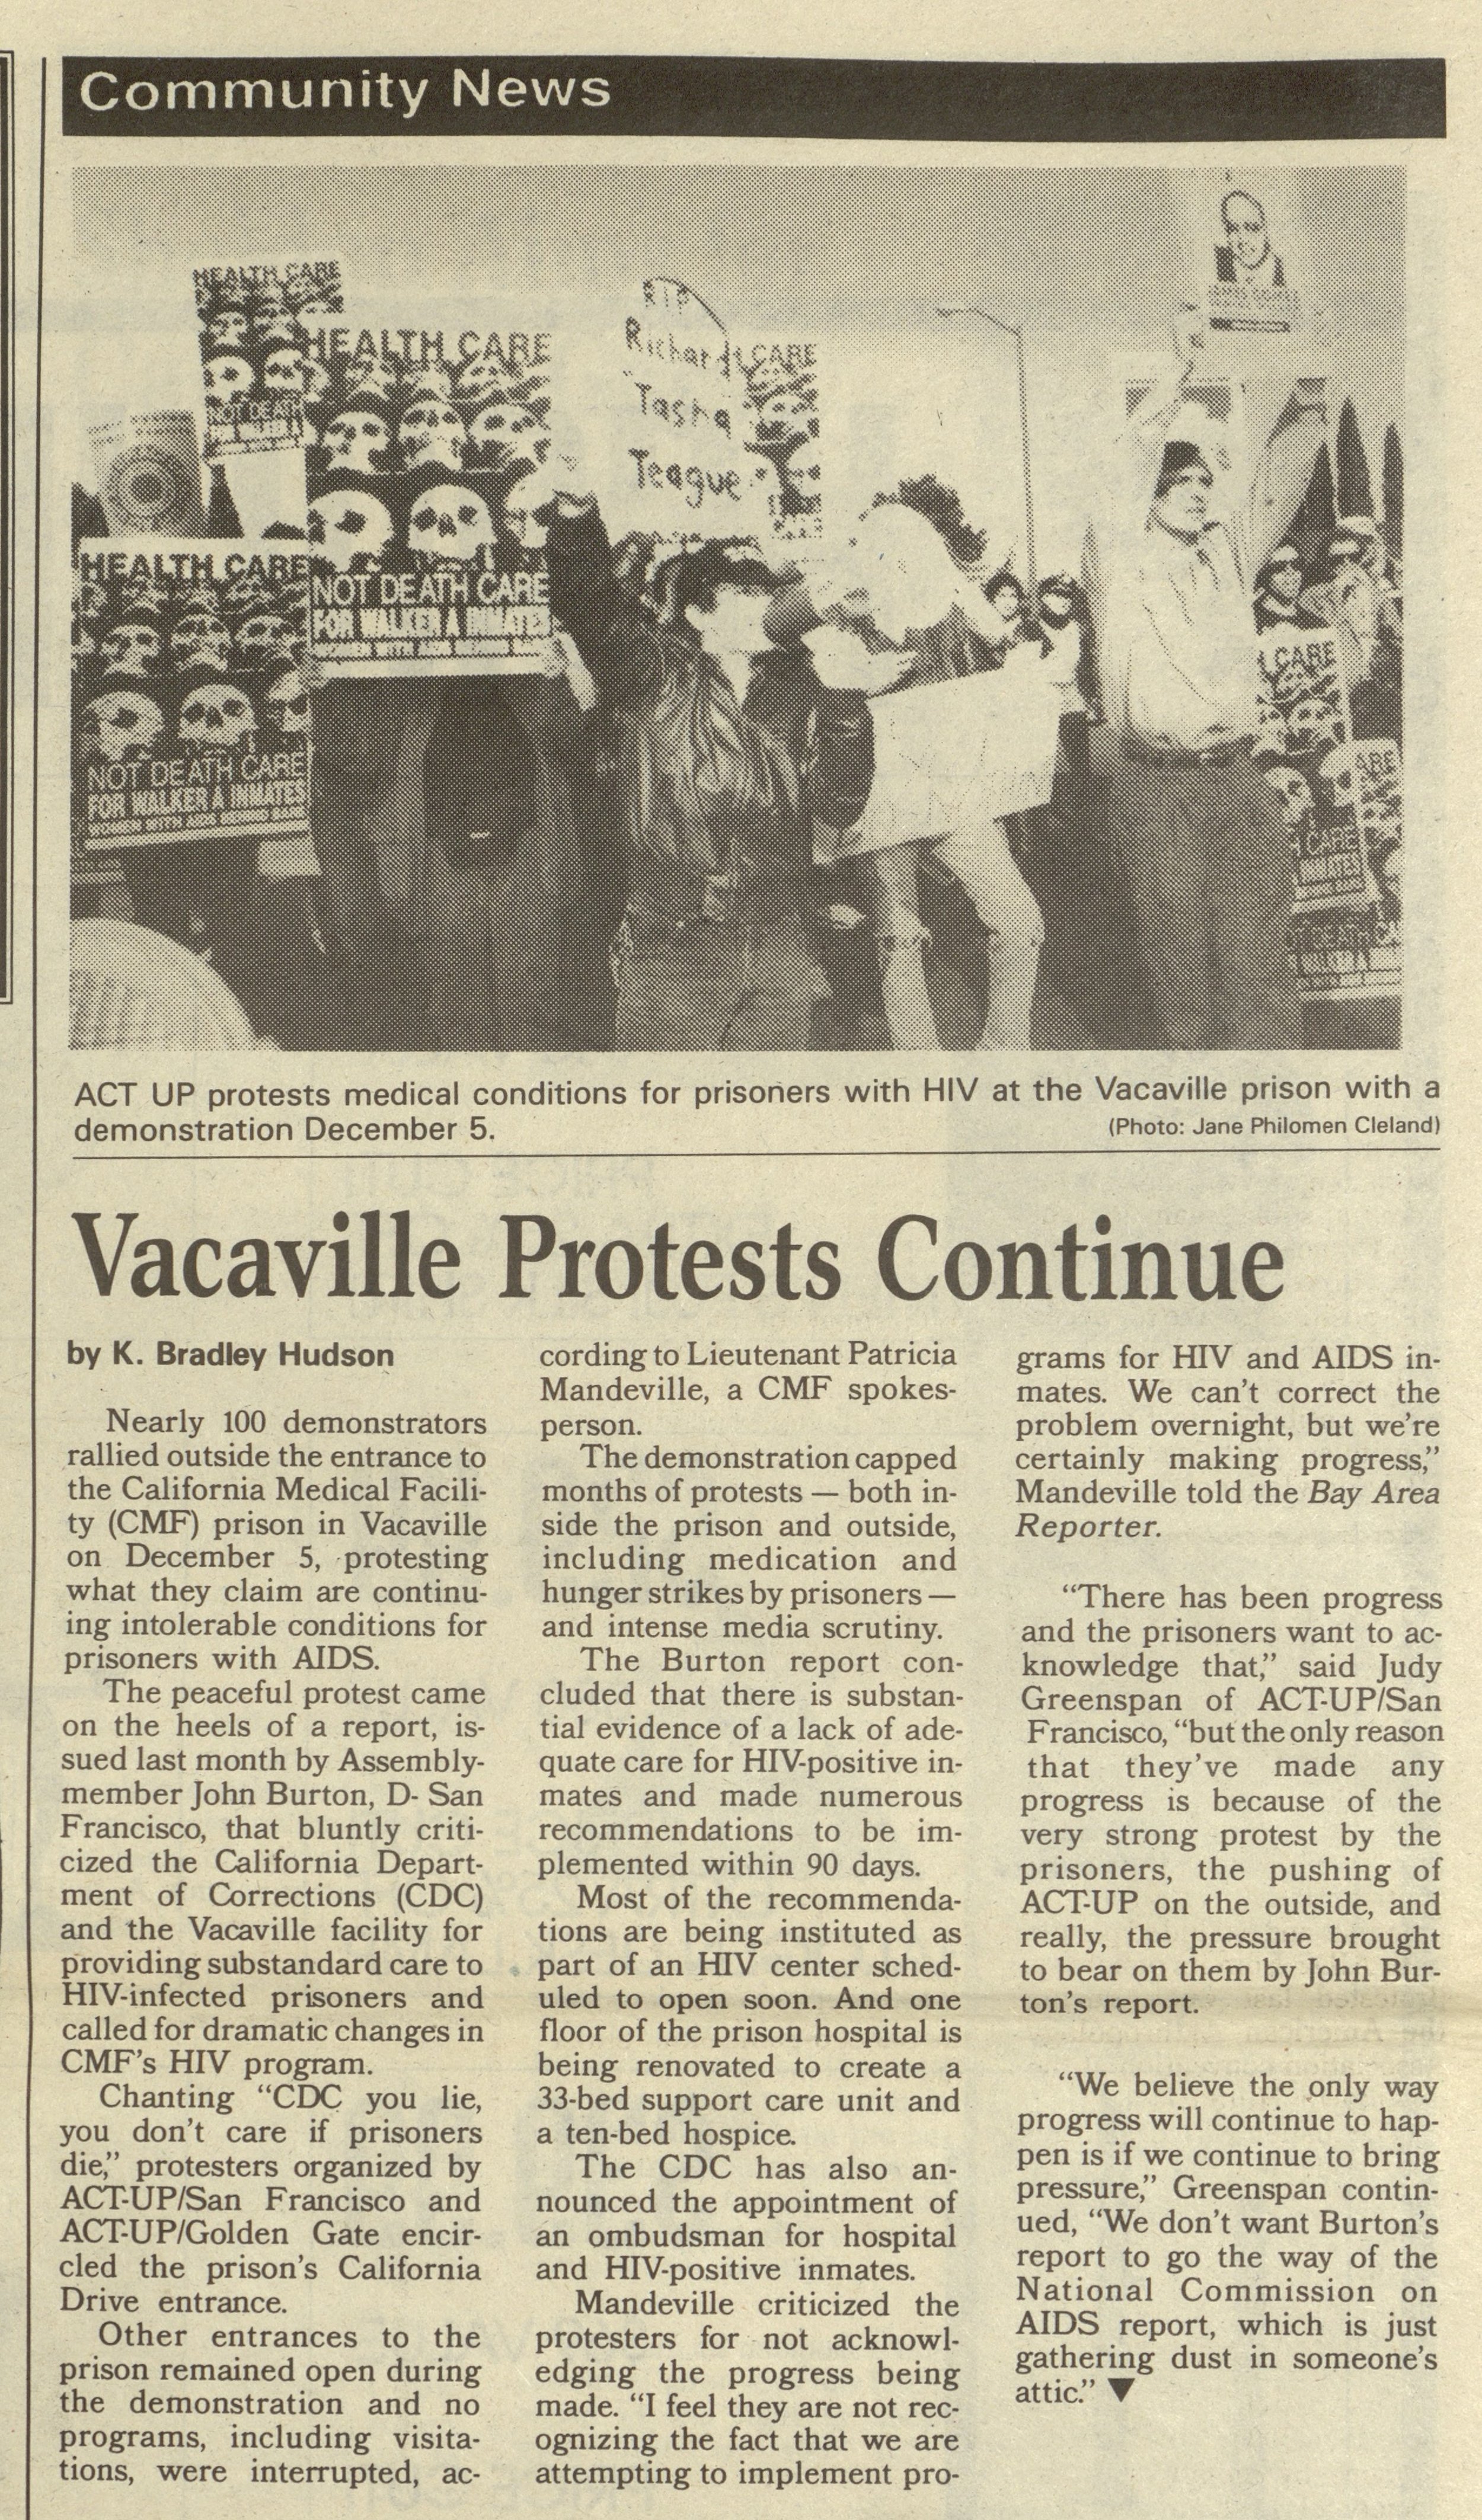 Community News
HEALTH CARE
NOT DEATH
HEALTH CARE
NOT DEATH CARE
FOR WALKER A INMATES
HEALTH CARE
NOT DEATH CARE
FOR WALKER A INMATES
WOMEN WITH AIDS BEHIND BARS
RIP
Richard
Tasha
Teague
CARE
CARE
ARE
CARE
INMATES
ACT UP protests medical conditions for prisoners with HIV at the Vacaville prison with a
demonstration December 5.
(Photo: Jane Philomen Cleland)
Vacaville Protests Continue
by K. Bradley Hudson
Nearly 100 demonstrators
rallied outside the entrance to
the California Medical Facili-
ty (CMF) prison in Vacaville
on December 5, protesting
what they claim are continu-
ing intolerable conditions for
prisoners with AIDS.
The peaceful protest came
on the heels of a report, is-
sued last month by Assembly-
member John Burton, D- San
Francisco, that bluntly criti-
cized the California Depart-
ment of Corrections (CDC)
and the Vacaville facility for
providing substandard care to
HIV-infected prisoners and
called for dramatic changes in
CMF's HIV program.
Chanting “CDC you lie,
you don't care if prisoners
die,” protesters organized by
ACT-UP/San Francisco and
ACT-UP/Golden Gate encir-
cled the prison's California
Drive entrance.
Other entrances to the
prison remained open during
the demonstration and no
programs, including visita-
tions, were interrupted, ac-
cording to Lieutenant Patricia
Mandeville, a CMF spokes-
person.
The demonstration capped
months of protests — both in-
side the prison and outside,
including medication and
hunger strikes by prisoners —
and intense media scrutiny.
The Burton report con-
cluded that there is substan-
tial evidence of a lack of ade-
quate care for HIV-positive in-
mates and made numerous
recommendations to be im-
plemented within 90 days.
Most of the recommenda-
tions are being instituted as
part of an HIV center sched-
uled to open soon. And one
floor of the prison hospital is
being renovated to create a
33-bed support care unit and
a ten-bed hospice.
The CDC has also an-
nounced the appointment of
an ombudsman for hospital
and HIV-positive inmates.
Mandeville criticized the
protesters for not acknowl-
edging the progress being
made. “I feel they are not rec-
ognizing the fact that we are
attempting to implement pro-
grams for HIV and AIDS in-
mates. We can't correct the
problem overnight, but we're
certainly making progress,”
Mandeville told the Bay Area
Reporter.
“There has been progress
and the prisoners want to ac-
knowledge that,” said Judy
Greenspan of ACT-UP/San
Francisco, “but the only reason
that they've made any
progress is because of the
very strong protest by the
prisoners, the pushing of
ACT-UP on the outside, and
really, the pressure brought
to bear on them by John Bur-
ton's report.
“We believe the only way
progress will continue to hap-
pen is if we continue to bring
pressure,” Greenspan contin-
ued, “We don't want Burton's
report to go the way of the
National Commission on
AIDS report, which is just
gathering dust in someone's
attic.” ▼